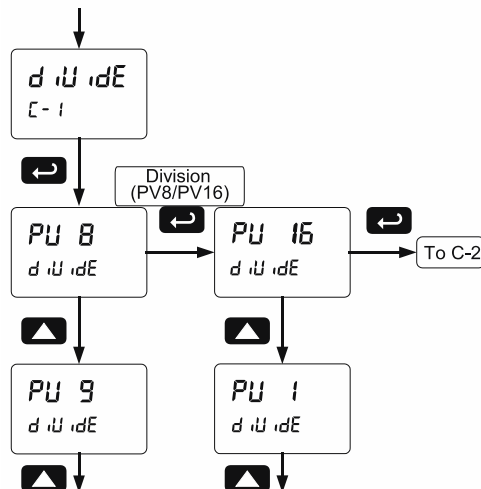 diVidE
C-1
Division
(PV8/PV16)
PV 8
diVidE
PV 16
diVidE
To C-2
PV 9
diVidE
PV 1
diVidE